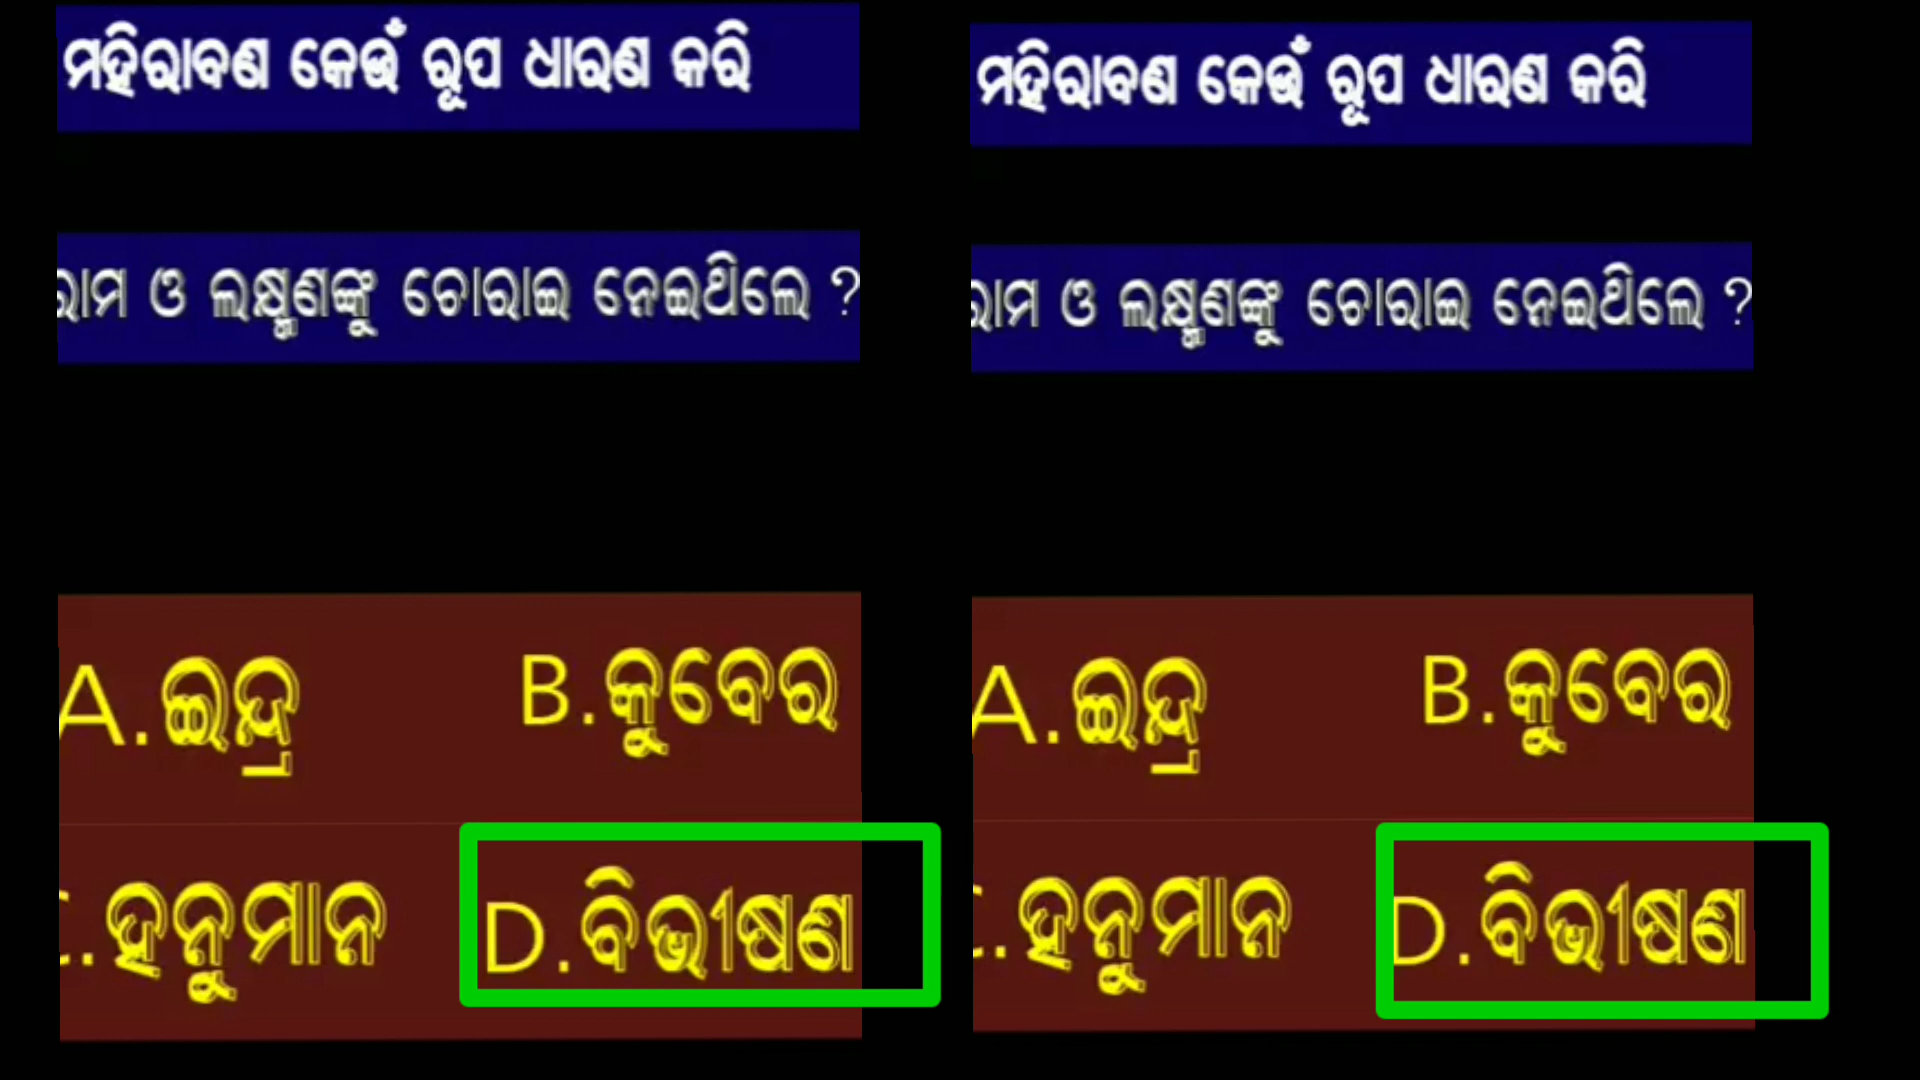 ମହିରାବଣ କେଉଁ ରୂପ ଧାରଣ କରି
ରାମ ଓ ଲକ୍ଷ୍ମଣଙ୍କୁ ଚୋରାଇ ନେଇଥିଲେ ?
A.ଇନ୍ଦ୍ର B.କୁବେର
C.ହନୁମାନ D.ବିଭୀଷଣ
ମହିରାବଣ କେଉଁ ରୂପ ଧାରଣ କରି
ରାମ ଓ ଲକ୍ଷ୍ମଣଙ୍କୁ ଚୋରାଇ ନେଇଥିଲେ ?
A.ଇନ୍ଦ୍ର B.କୁବେର
C.ହନୁମାନ D.ବିଭୀଷଣ